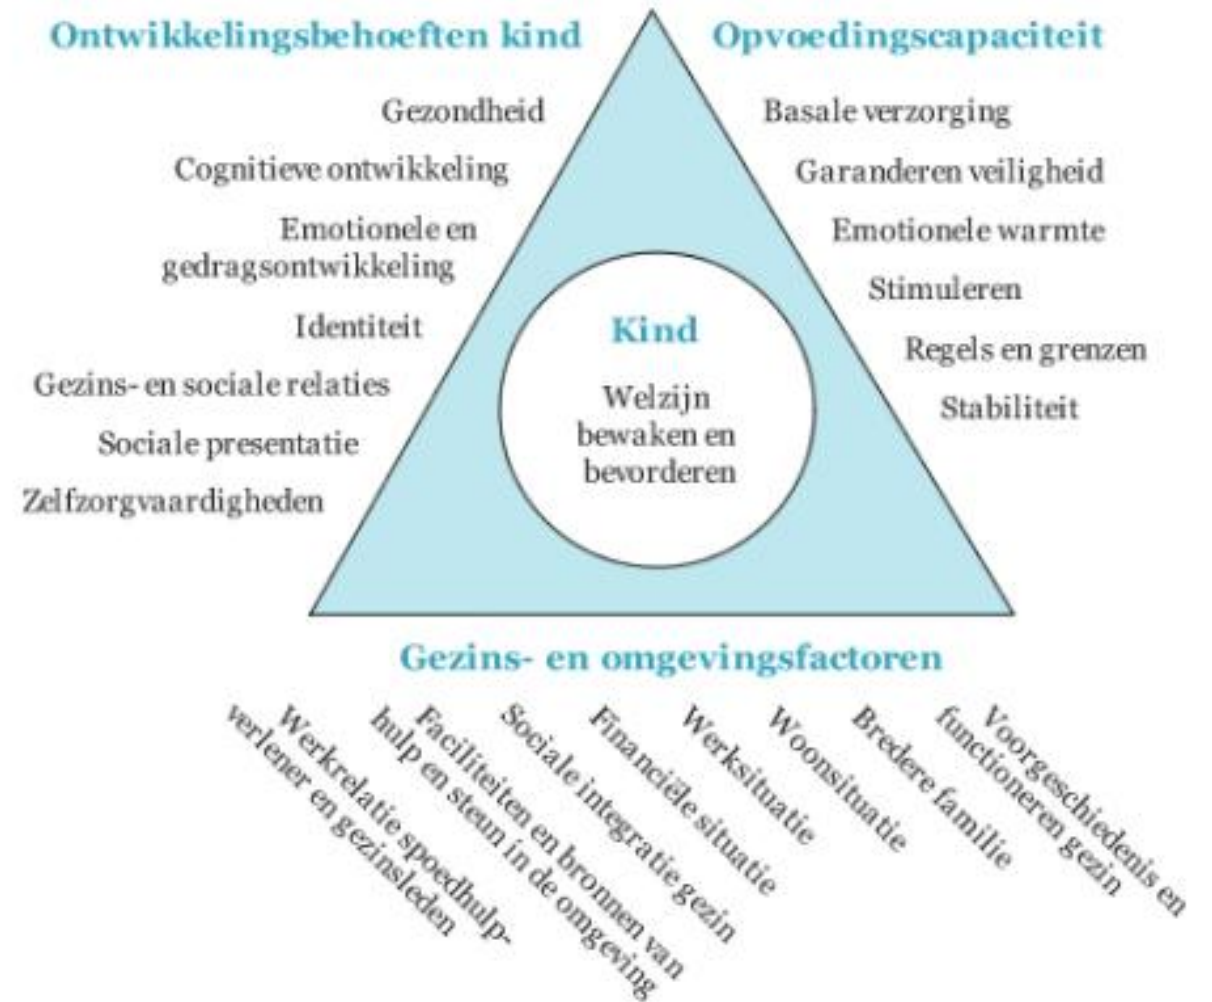 Ontwikkelingsbehoeften kind
Gezondheid
Cognitieve ontwikkeling
Emotionele en
gedragsontwikkeling
Identiteit
Gezins- en sociale relaties
Sociale presentatie
Zelfzorgvaardigheden
Opvoedingscapaciteit
Basale verzorging
Garanderen veiligheid
Emotionele warmte
Stimuleren
Regels en grenzen
Stabiliteit
Kind
Welzijn
bewaken en
bevorderen
Gezins- en omgevingsfactoren
Werkrelatie spoedhulp-
verlener en gezinsleden
Faciliteiten en bronnen van
hulp en steun in de omgeving
Sociale integratie gezin
Financiële situatie
Werksituatie
Woonsituatie
Bredere familie
Voorgeschiedenis en
functioneren gezin